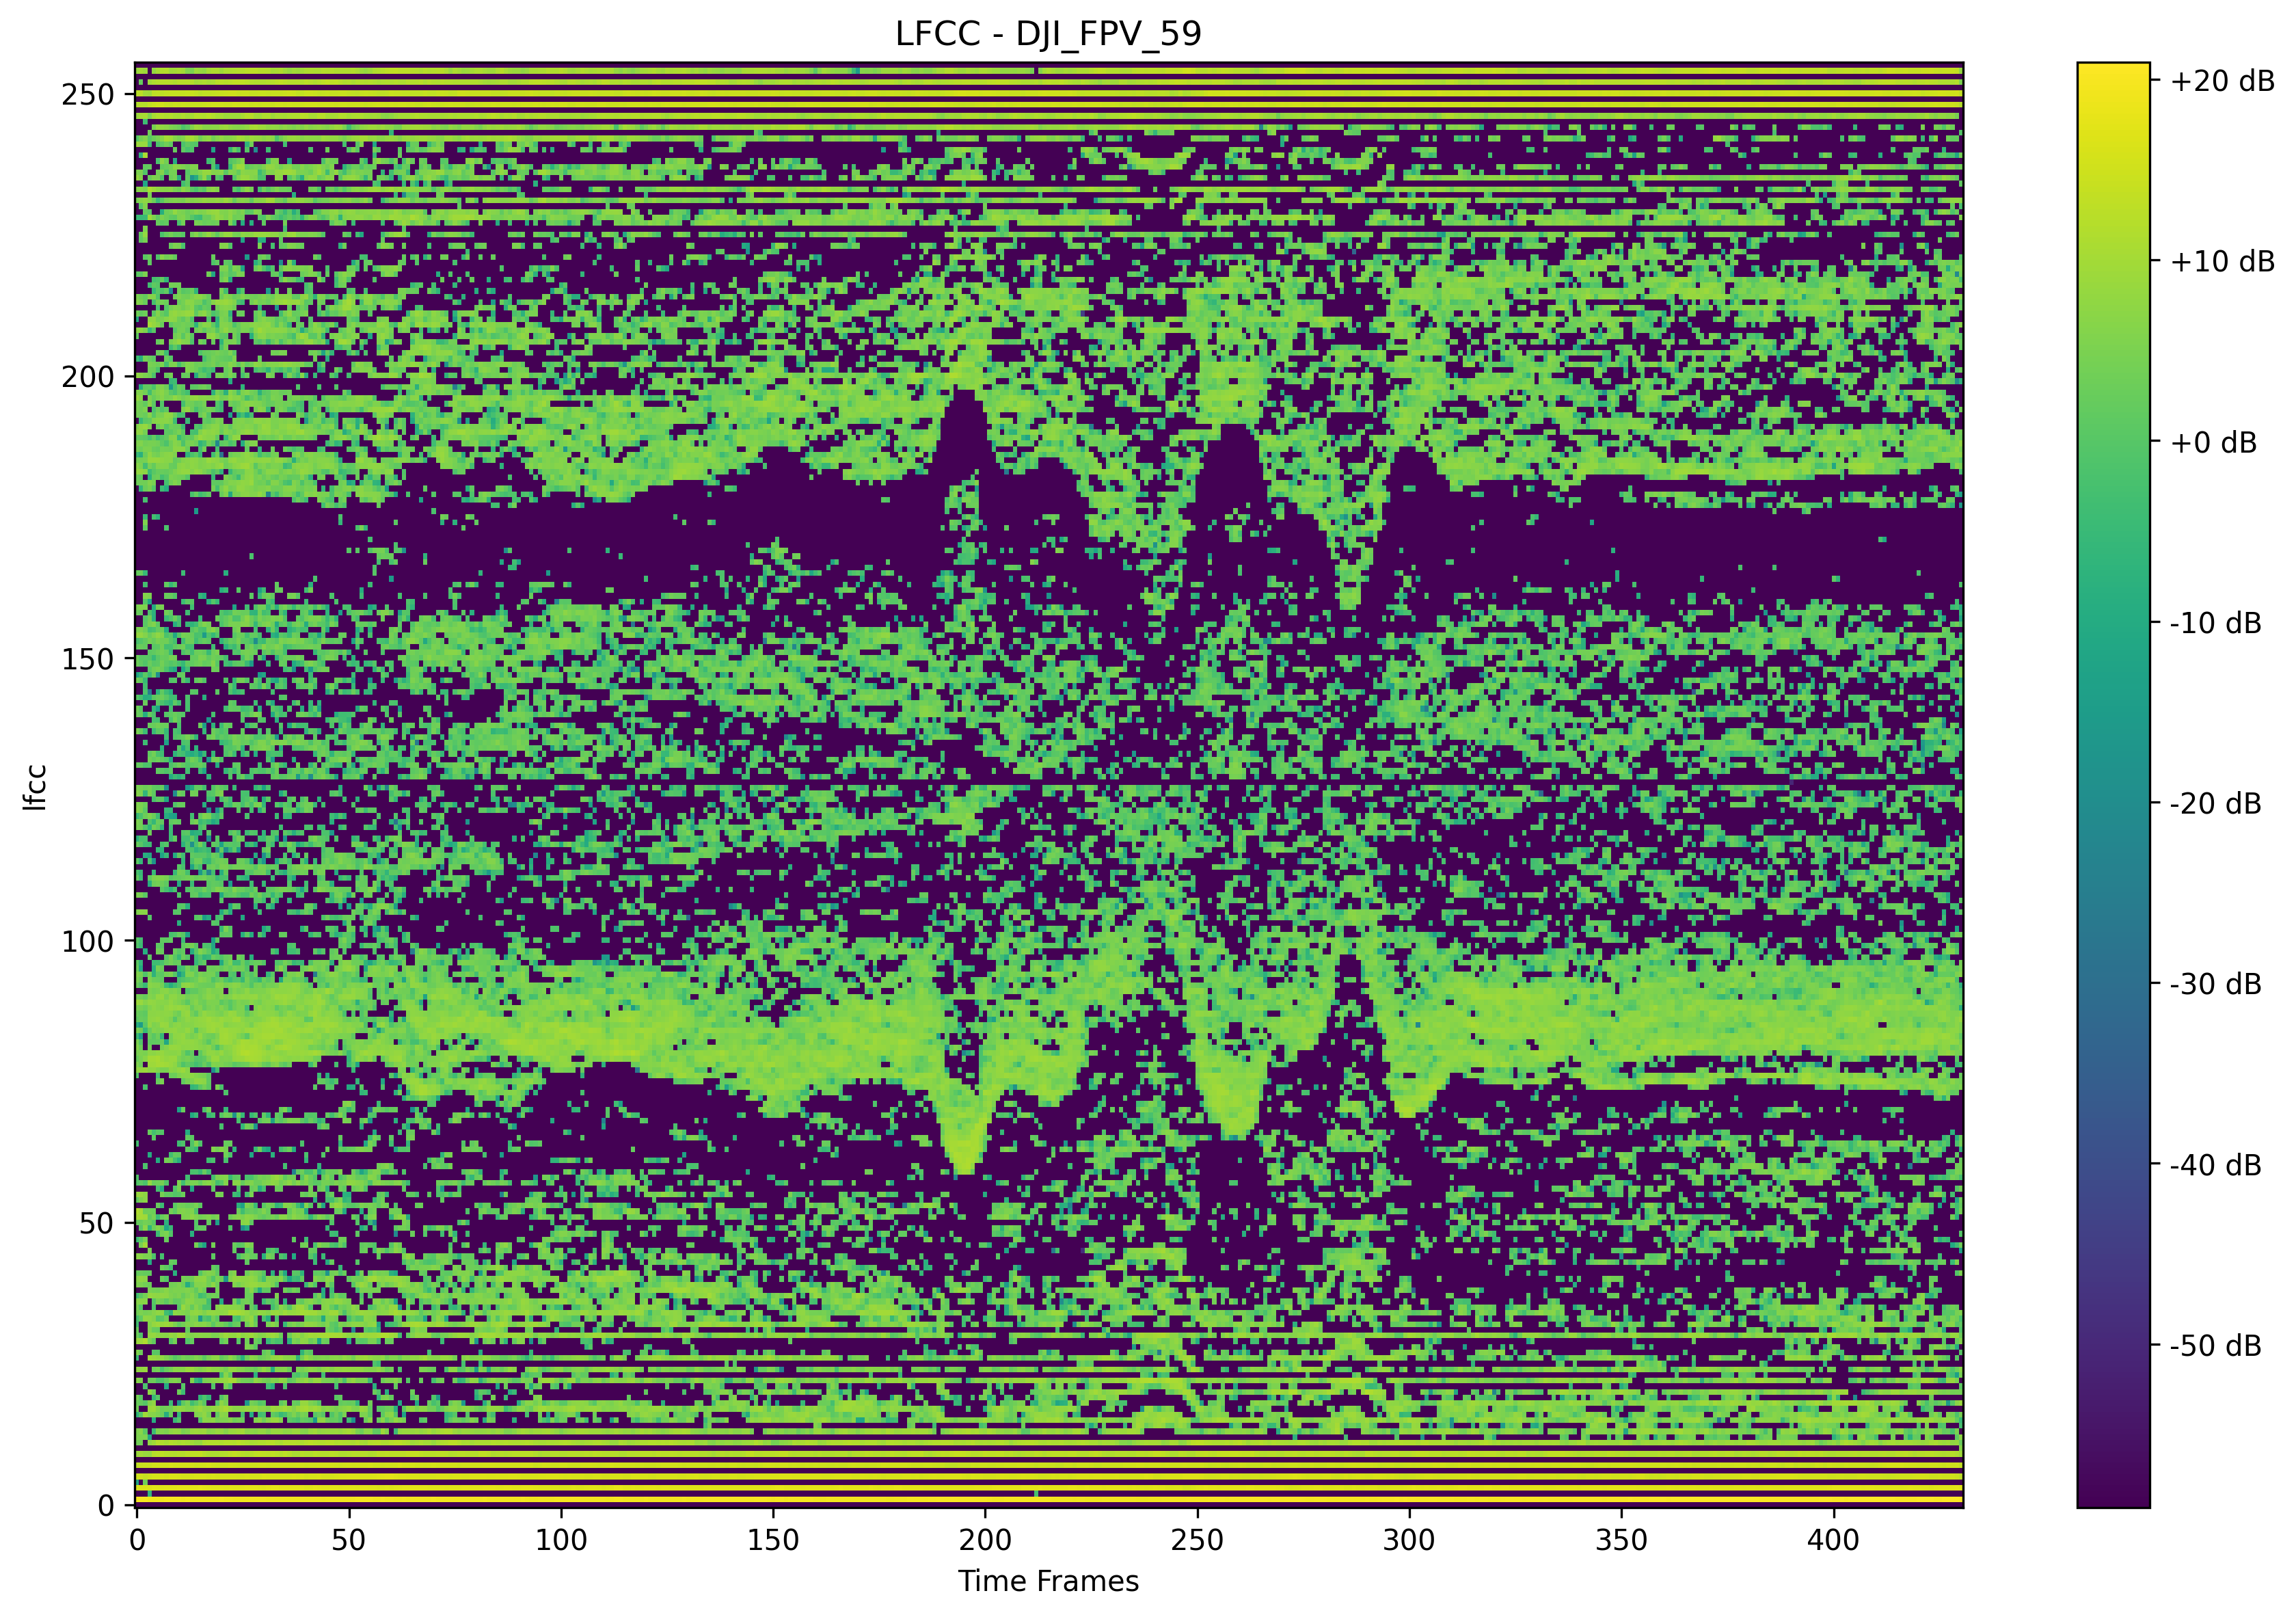 LFCC - DJI_FPV_59
lfcc
250
200
150
100
50
0
0 50 100 150 200 250 300 350 400
Time Frames
+20 dB
+10 dB
+0 dB
-10 dB
-20 dB
-30 dB
-40 dB
-50 dB